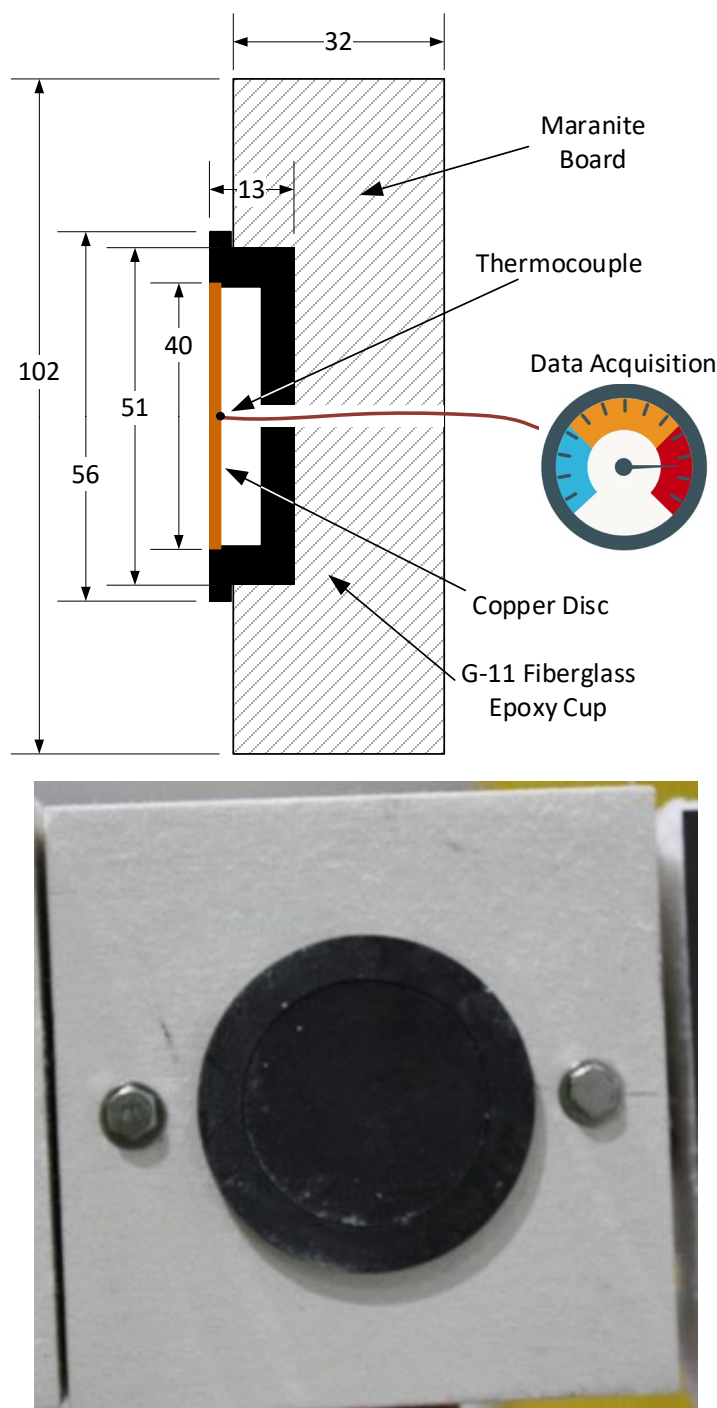 32
Maranite
Board
13
Thermocouple
40
Data Acquisition
102
51
56
Copper Disc
G-11 Fiberglass
Epoxy Cup